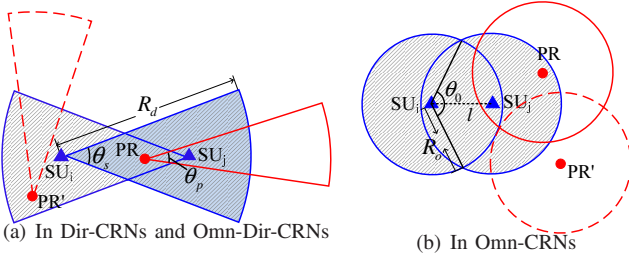 R_d
SU_i
θ_s
PR
SU_j
θ_p
PR'
(a) In Dir-CRNs and Omn-Dir-CRNs
PR
SU_i
θ_0
l
SU_j
R_o
PR'
(b) In Omn-CRNs